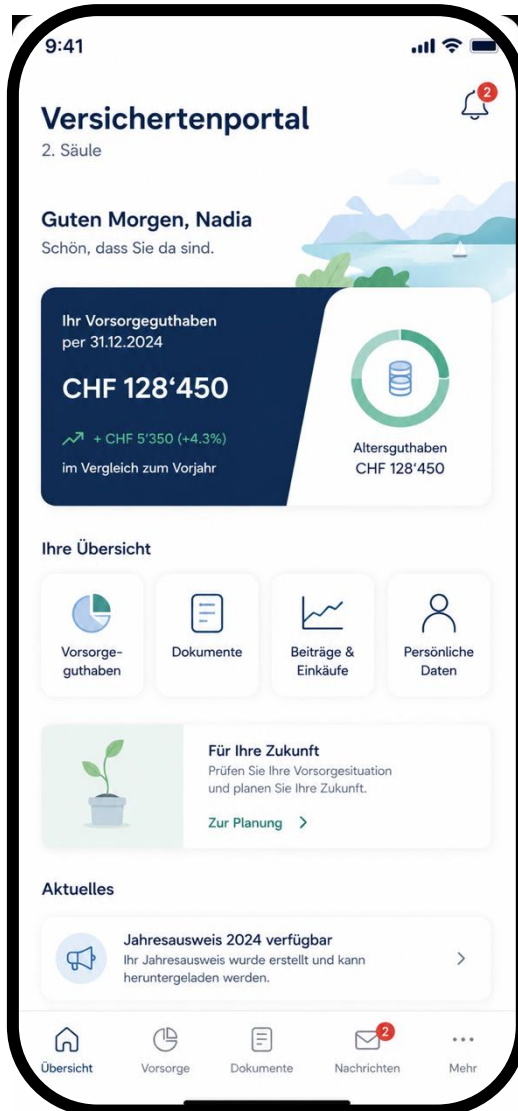 9:41
2
Versichertenportal
2. Säule
Guten Morgen, Nadia
Schön, dass Sie da sind.
Ihr Vorsorgeguthaben
per 31.12.2024
CHF 128‘450
+ CHF 5'350 (+4.3%)
im Vergleich zum Vorjahr
Altersguthaben
CHF 128'450
Ihre Übersicht
Vorsorge-
guthaben
Dokumente
Beiträge &
Einkäufe
Persönliche
Daten
Für Ihre Zukunft
Prüfen Sie Ihre Vorsorgesituation
und planen Sie Ihre Zukunft.
Zur Planung
Aktuelles
Jahresausweis 2024 verfügbar
Ihr Jahresausweis wurde erstellt und kann
heruntergeladen werden.
Übersicht
Vorsorge
Dokumente
2
Nachrichten
Mehr